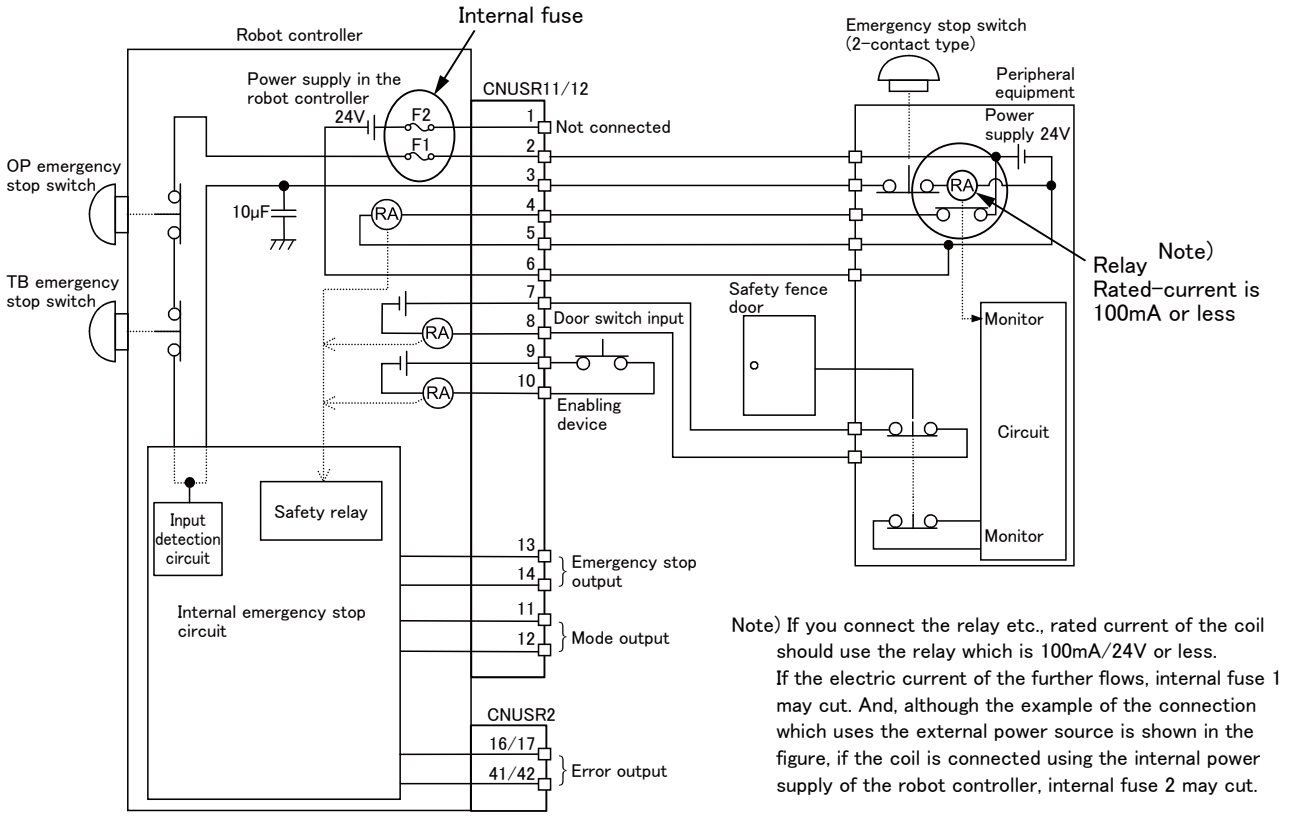 Internal fuse
Robot controller
Power supply in the
robot controller
24V
F2
F1
CNUSR11/12
1
Not connected
2
3
4
5
6
7
8
9
10
OP emergency
stop switch
TB emergency
stop switch
10μF
RA
RA
RA
Door switch input
Enabling
device
Emergency stop switch
(2-contact type)
Peripheral
equipment
Power
supply 24V
RA
Relay Note)
Rated-current is
100mA or less
Safety fence
door
Monitor
Circuit
Monitor
Input
detection
circuit
Safety relay
Internal emergency stop
circuit
13
14
Emergency stop
output
11
12
Mode output
CNUSR2
16/17
41/42
Error output
Note) If you connect the relay etc., rated current of the coil
should use the relay which is 100mA/24V or less.
If the electric current of the further flows, internal fuse 1
may cut. And, although the example of the connection
which uses the external power source is shown in the
figure, if the coil is connected using the internal power
supply of the robot controller, internal fuse 2 may cut.